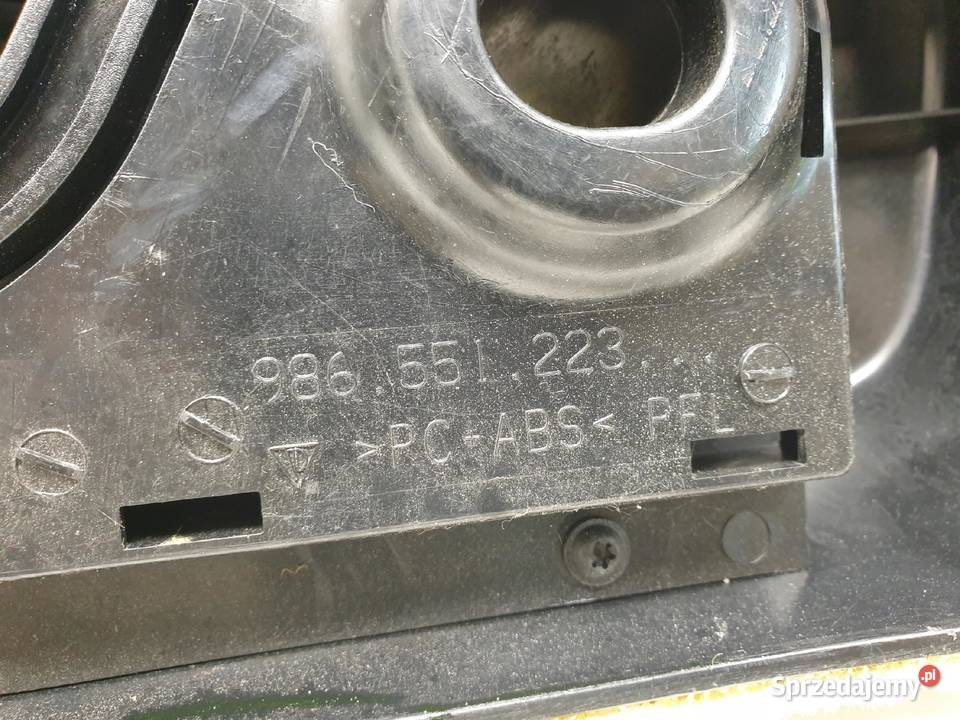 986.551.223...
>PC+ABS< PFL
Sprzedajemy.pl